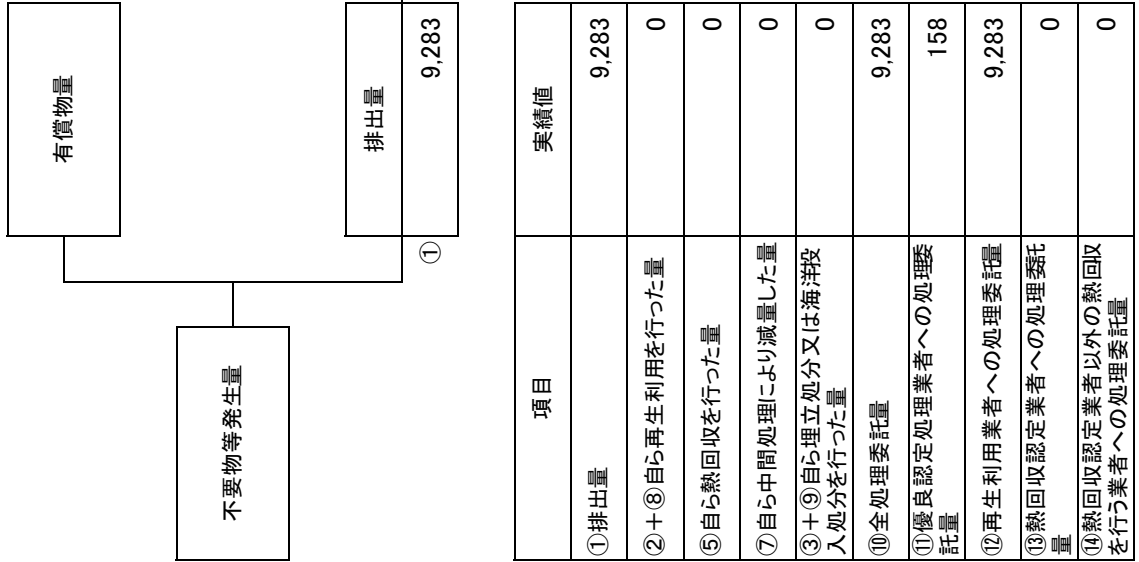 有償物量
不要物等発生量
排出量
① 9,283
項目 実績値
①排出量 9,283
②+⑧自ら再生利用を行った量 0
⑤自ら熱回収を行った量 0
⑦自ら中間処理により減量した量 0
③+⑨自ら埋立処分又は海洋投
入処分を行った量 0
⑩全処理委託量 9,283
⑪優良認定処理業者への処理委
託量 158
⑫再生利用業者への処理委託量 9,283
⑬熱回収認定業者への処理委託
量 0
⑭熱回収認定業者以外の熱回収
を行う業者への処理委託量 0